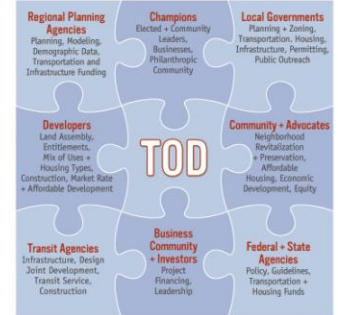 Regional Planning
Agencies
Planning, Modeling,
Demographic Data,
Transportation and
Infrastructure Funding
Champions
Elected + Community
Leaders,
Businesses,
Philanthropic
Community
Local Governments
Planning + Zoning,
Transportation. Housing,
Infrastructure, Permitting,
Public Outreach
Developers
Land Assembly,
Entitlements,
Mix of Uses +
Housing Types,
Construction, Market Rate
+ Affordable Development
TOD
Community + Advocates
Neighborhood
Revitalization
+ Preservation,
Affordable
Housing, Economic
Development, Equity
Transit Agencies
Infrastructure, Design
Joint Development,
Transit Service,
Construction
Business
Community
+ Investors
Project
Financing,
Leadership
Federal + State
Agencies
Policy, Guidelines,
Transportation +
Housing Funds